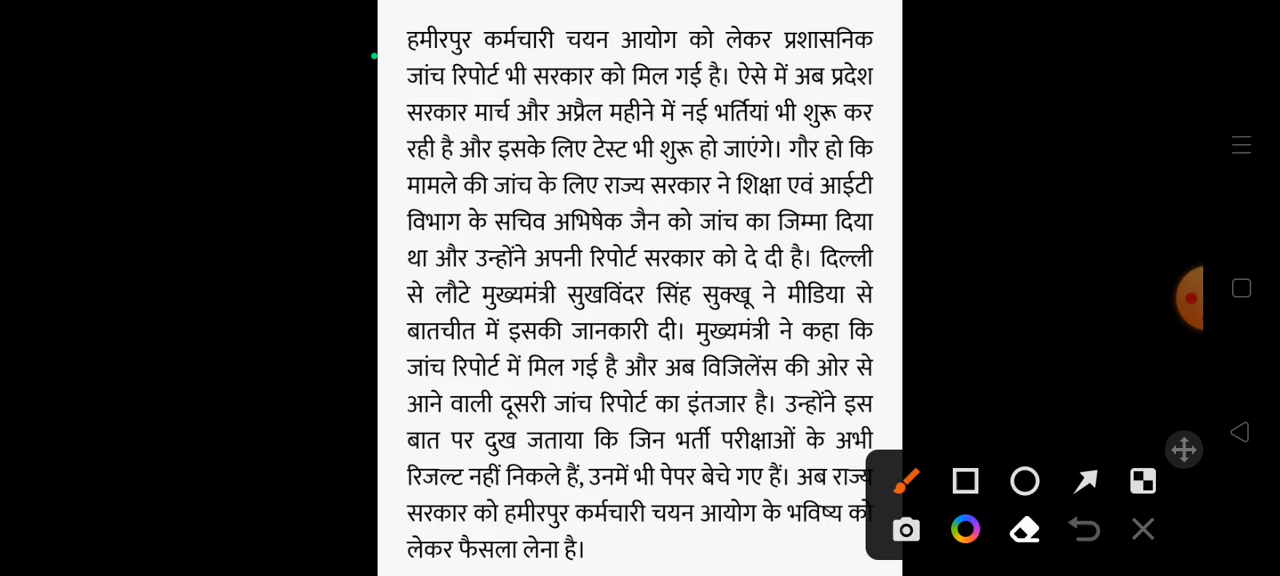 हमीरपुर कर्मचारी चयन आयोग को लेकर प्रशासनिक
जांच रिपोर्ट भी सरकार को मिल गई है। ऐसे में अब प्रदेश
सरकार मार्च और अप्रैल महीने में नई भर्तियां भी शुरू कर
रही है और इसके लिए टेस्ट भी शुरू हो जाएंगे। गौर हो कि
मामले की जांच के लिए राज्य सरकार ने शिक्षा एवं आईटी
विभाग के सचिव अभिषेक जैन को जांच का जिम्मा दिया
था और उन्होंने अपनी रिपोर्ट सरकार को दे दी है। दिल्ली
से लौटे मुख्यमंत्री सुखविंदर सिंह सुक्खू ने मीडिया से
बातचीत में इसकी जानकारी दी। मुख्यमंत्री ने कहा कि
जांच रिपोर्ट में मिल गई है और अब विजिलेंस की ओर से
आने वाली दूसरी जांच रिपोर्ट का इंतजार है। उन्होंने इस
बात पर दुख जताया कि जिन भर्ती परीक्षाओं के अभी
रिजल्ट नहीं निकले हैं, उनमें भी पेपर बेचे गए हैं। अब राज्य
सरकार को हमीरपुर कर्मचारी चयन आयोग के भविष्य को
लेकर फैसला लेना है।